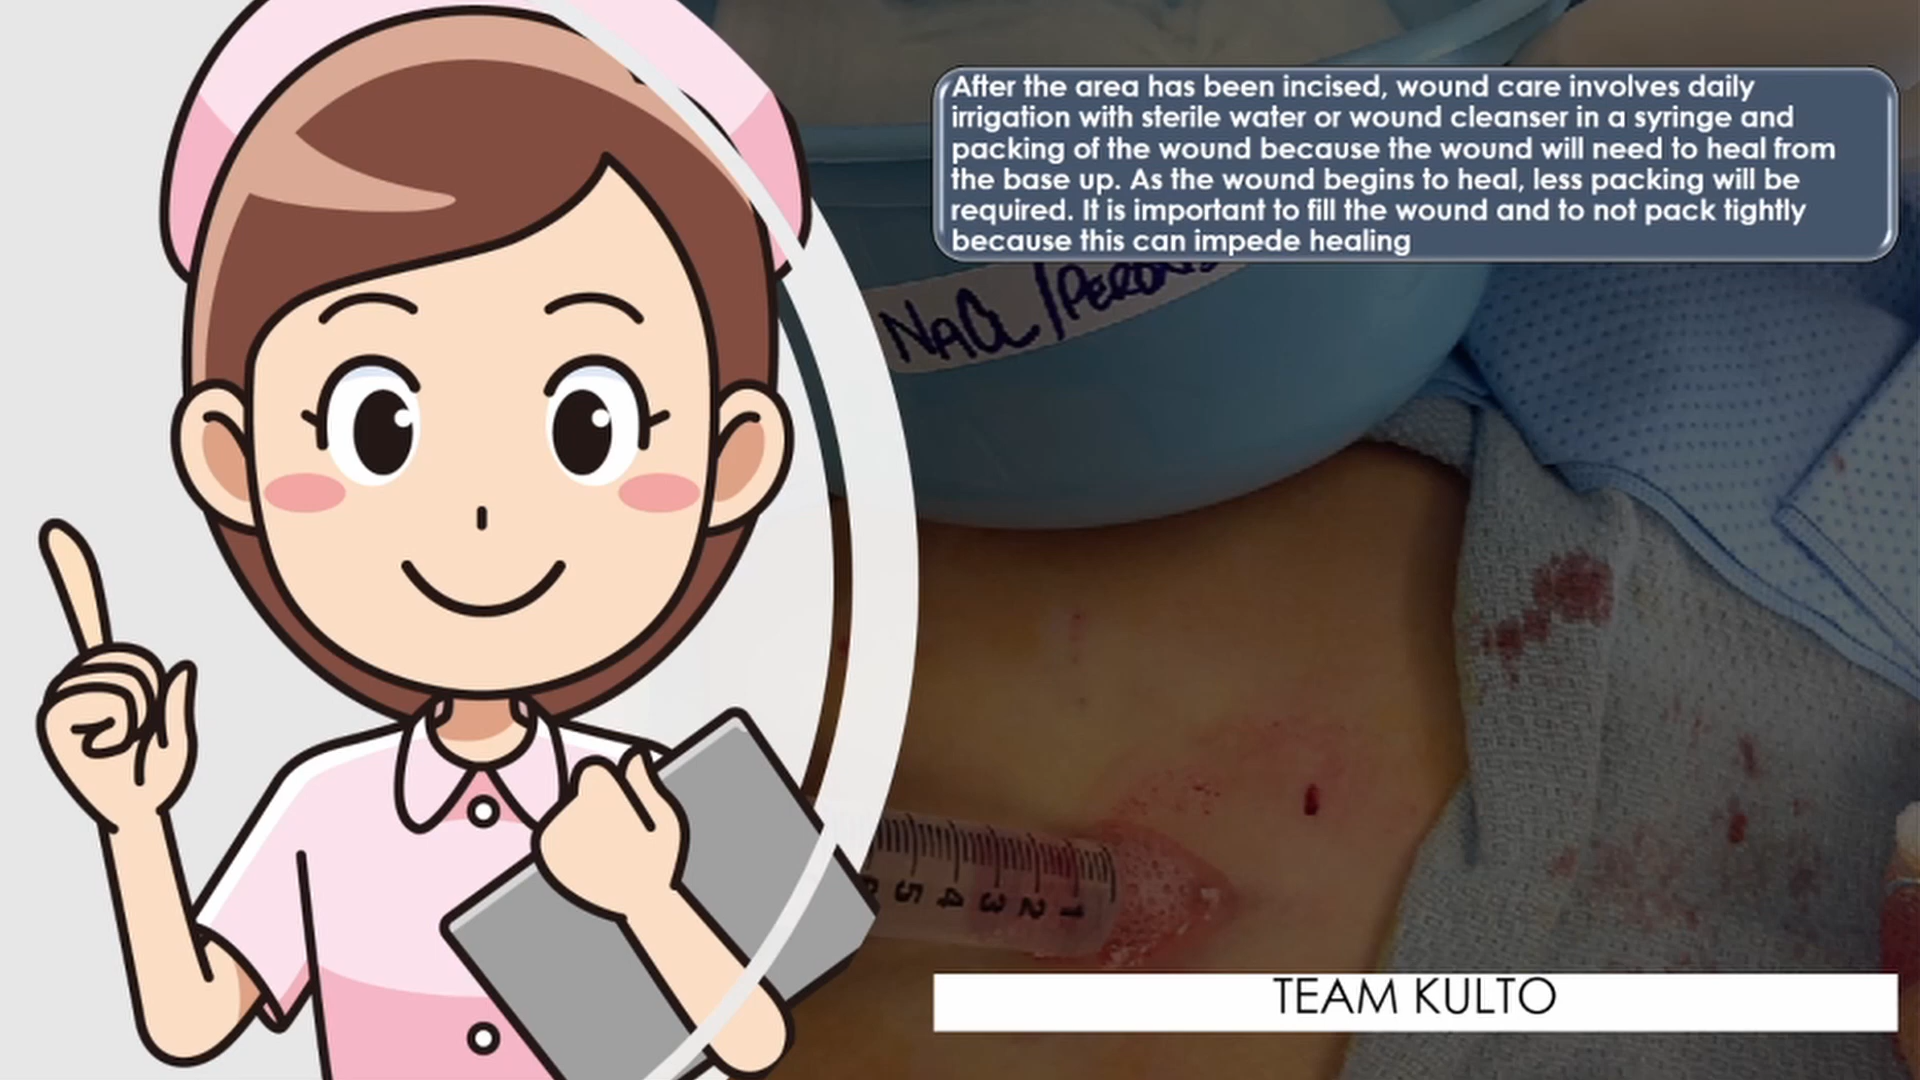 After the area has been incised, wound care involves daily
irrigation with sterile water or wound cleanser in a syringe and
packing of the wound because the wound will need to heal from
the base up. As the wound begins to heal, less packing will be
required. It is important to fill the wound and to not pack tightly
because this can impede healing
NaCl /
5 4 3 2 1
TEAM KULTO